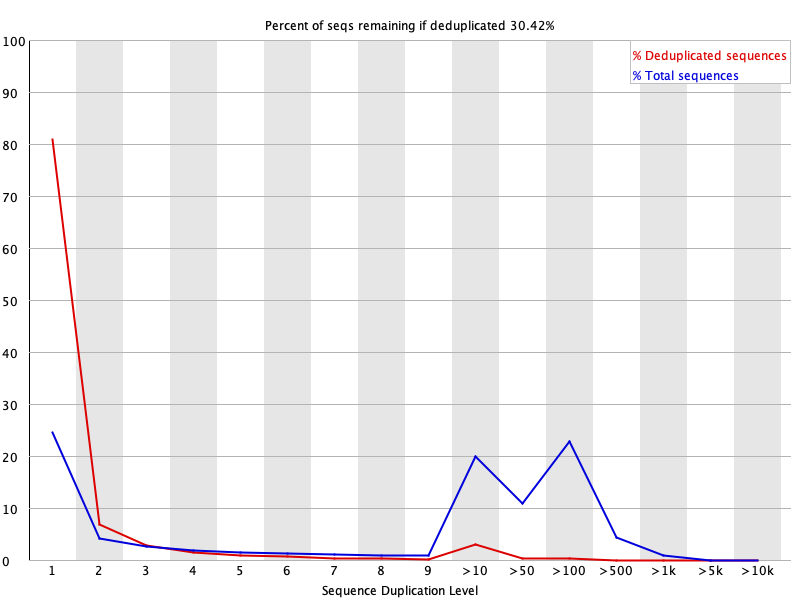 Percent of seqs remaining if deduplicated 30.42%
% Deduplicated sequences
% Total sequences
100
90
80
70
60
50
40
30
20
10
0
1 2 3 4 5 6 7 8 9 >10 >50 >100 >500 >1k >5k >10k
Sequence Duplication Level